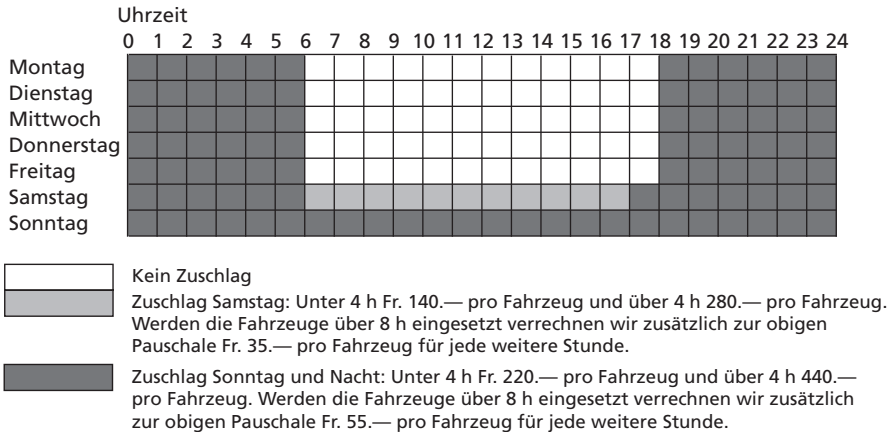 Uhrzeit
0 1 2 3 4 5 6 7 8 9 10 11 12 13 14 15 16 17 18 19 20 21 22 23 24
Montag
Dienstag
Mittwoch
Donnerstag
Freitag
Samstag
Sonntag
Kein Zuschlag
Zuschlag Samstag: Unter 4 h Fr. 140.— pro Fahrzeug und über 4 h 280.— pro Fahrzeug.
Werden die Fahrzeuge über 8 h eingesetzt verrechnen wir zusätzlich zur obigen
Pauschale Fr. 35.— pro Fahrzeug für jede weitere Stunde.
Zuschlag Sonntag und Nacht: Unter 4 h Fr. 220.— pro Fahrzeug und über 4 h 440.—
pro Fahrzeug. Werden die Fahrzeuge über 8 h eingesetzt verrechnen wir zusätzlich
zur obigen Pauschale Fr. 55.— pro Fahrzeug für jede weitere Stunde.